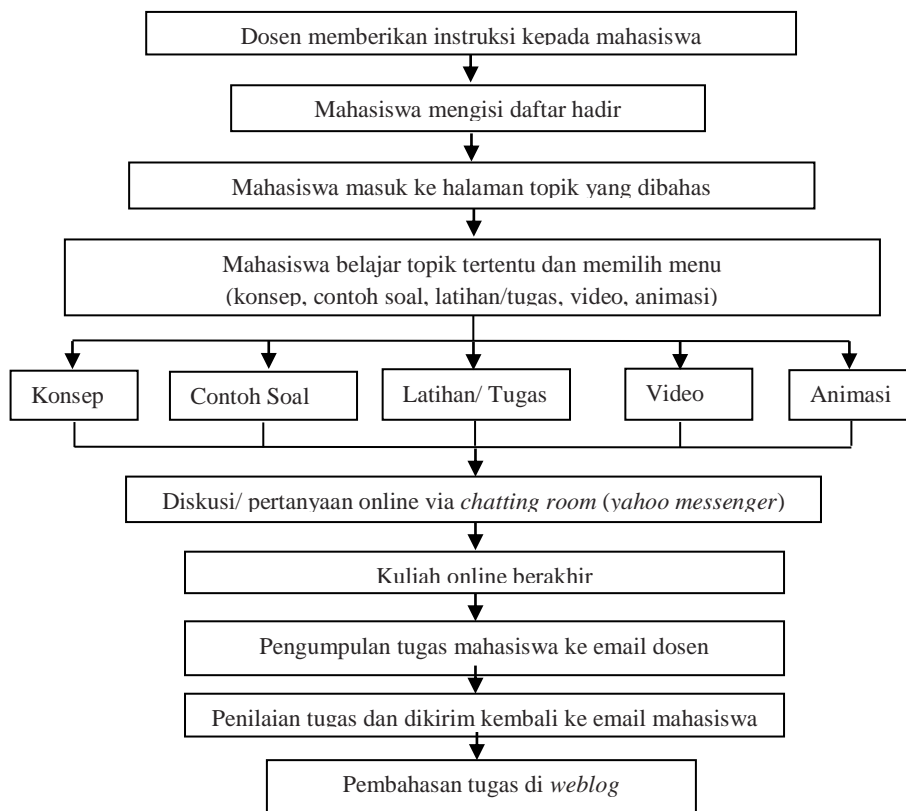 Dosen memberikan instruksi kepada mahasiswa
Mahasiswa mengisi daftar hadir
Mahasiswa masuk ke halaman topik yang dibahas
Mahasiswa belajar topik tertentu dan memilih menu
(konsep, contoh soal, latihan/tugas, video, animasi)
Konsep
Contoh Soal
Latihan/ Tugas
Video
Animasi
Diskusi/ pertanyaan online via chatting room (yahoo messenger)
Kuliah online berakhir
Pengumpulan tugas mahasiswa ke email dosen
Penilaian tugas dan dikirim kembali ke email mahasiswa
Pembahasan tugas di weblog